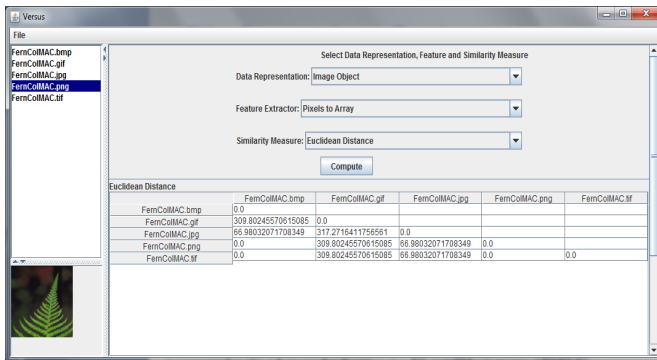 Versus
File
FernColMAC.bmp
FernColMAC.gif
FernColMAC.jpg
FernColMAC.png
FernColMAC.tif
Select Data Representation, Feature and Similarity Measure
Data Representation: Image Object
Feature Extractor: Pixels to Array
Similarity Measure: Euclidean Distance
Compute
Euclidean Distance
FernColMAC.bmp FernColMAC.gif FernColMAC.jpg FernColMAC.png FernColMAC.tif
FernColMAC.bmp 0.0
FernColMAC.gif 309.80245570615085 0.0
FernColMAC.jpg 66.98032071708349 317.2716411756561 0.0
FernColMAC.png 0.0 309.80245570615085 66.98032071708349 0.0
FernColMAC.tif 0.0 309.80245570615085 66.98032071708349 0.0 0.0